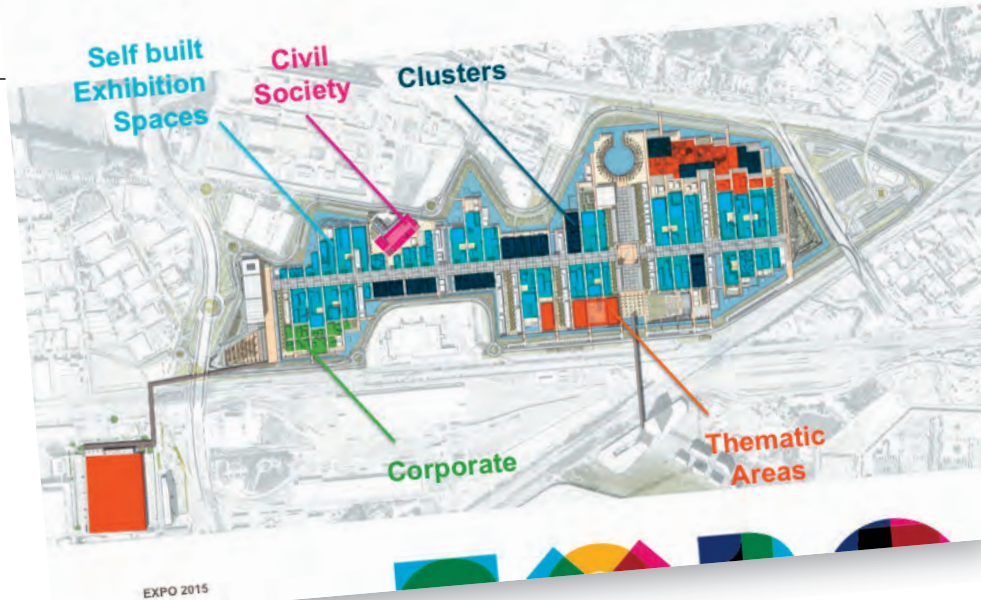 Self built
Exhibition
Spaces
Civil
Society
Clusters
Corporate
Thematic
Areas
EXPO 2015